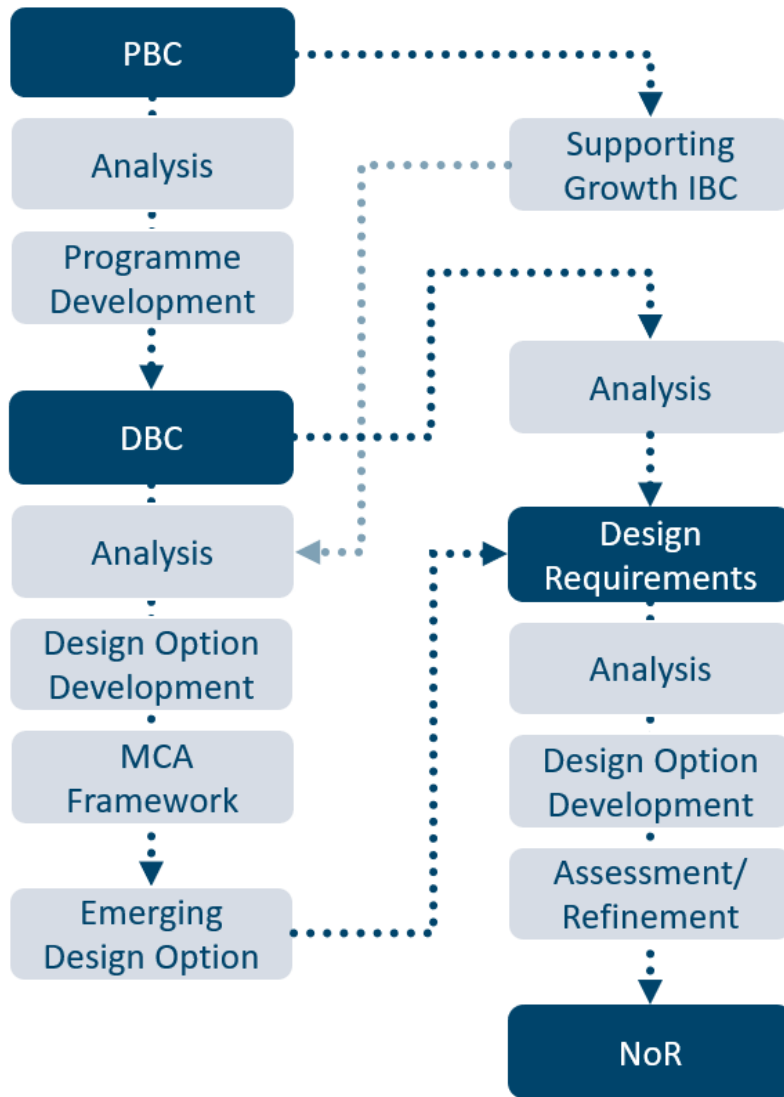 PBC
Analysis
Programme
Development
DBC
Analysis
Design Option
Development
MCA
Framework
Emerging
Design Option
Supporting
Growth IBC
Analysis
Design
Requirements
Analysis
Design Option
Development
Assessment/
Refinement
NoR